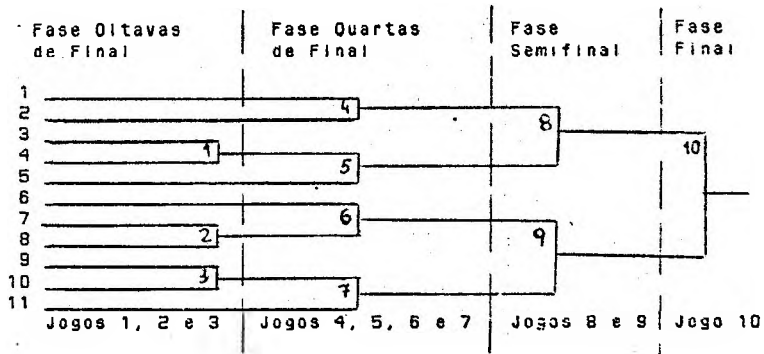 Fase Oitavas de Final
Fase Quartas de Final
Fase Semifinal
Fase Final
1
2
3
4
5
6
7
8
9
10
11
1
2
3
4
5
6
7
8
9
10
Jogos 1, 2 e 3
Jogos 4, 5, 6 e 7
Jogos 8 e 9
Jogo 10